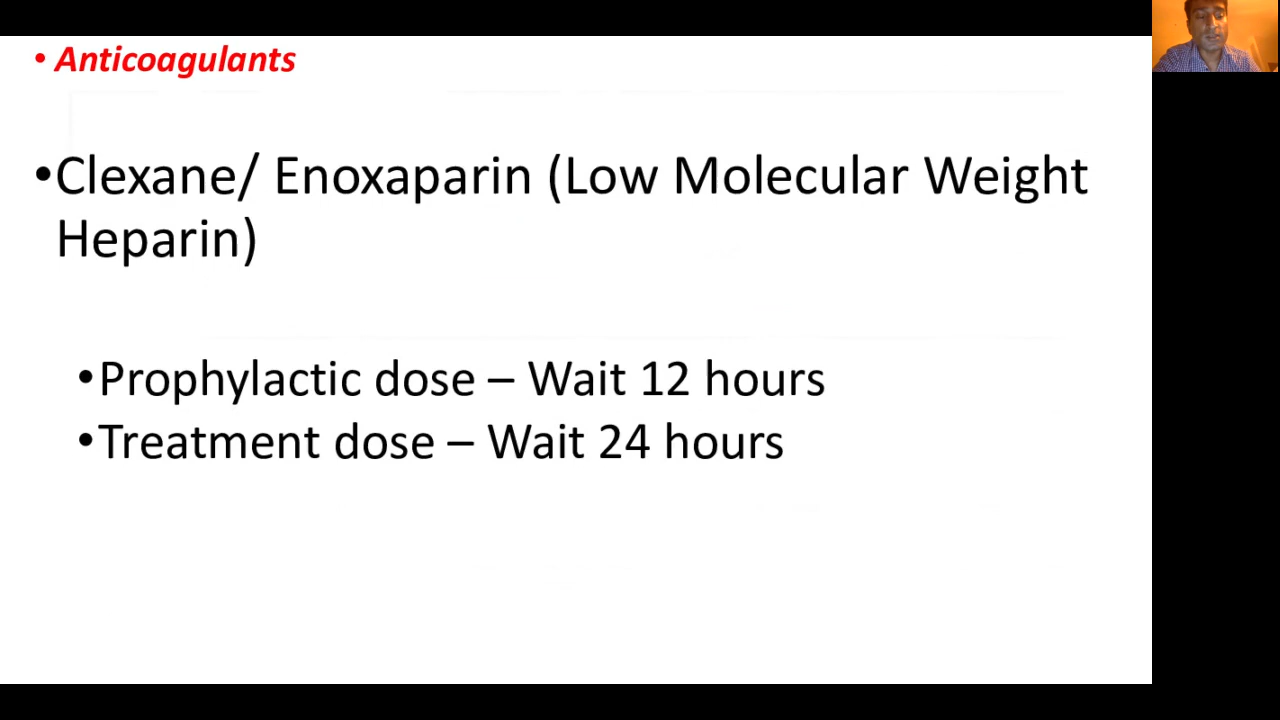 • Anticoagulants
•Clexane/ Enoxaparin (Low Molecular Weight
Heparin)
•Prophylactic dose – Wait 12 hours
•Treatment dose – Wait 24 hours